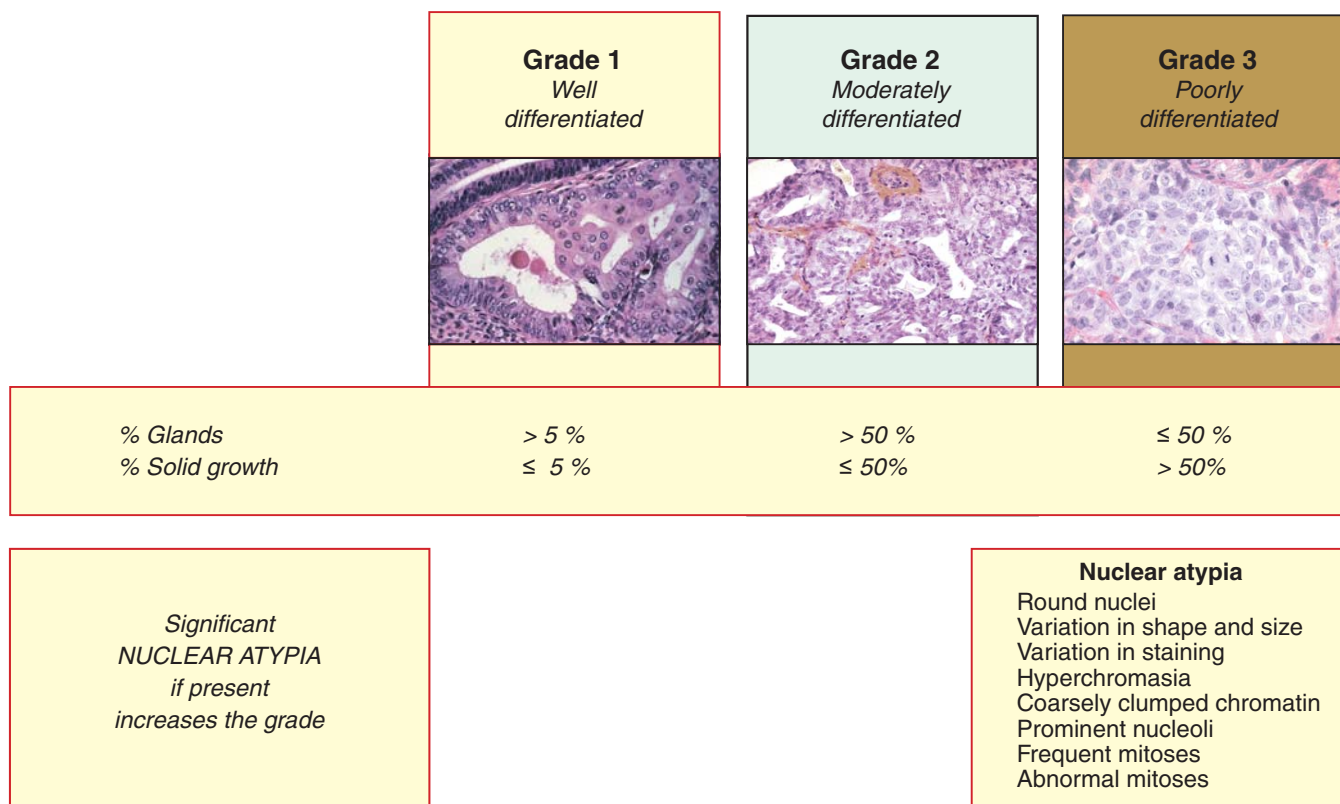 Grade 1
Well
differentiated
Grade 2
Moderately
differentiated
Grade 3
Poorly
differentiated
% Glands > 5 % > 50 % ≤ 50 %
% Solid growth ≤ 5 % ≤ 50% > 50%
Significant
NUCLEAR ATYPIA
if present
increases the grade
Nuclear atypia
Round nuclei
Variation in shape and size
Variation in staining
Hyperchromasia
Coarsely clumped chromatin
Prominent nucleoli
Frequent mitoses
Abnormal mitoses